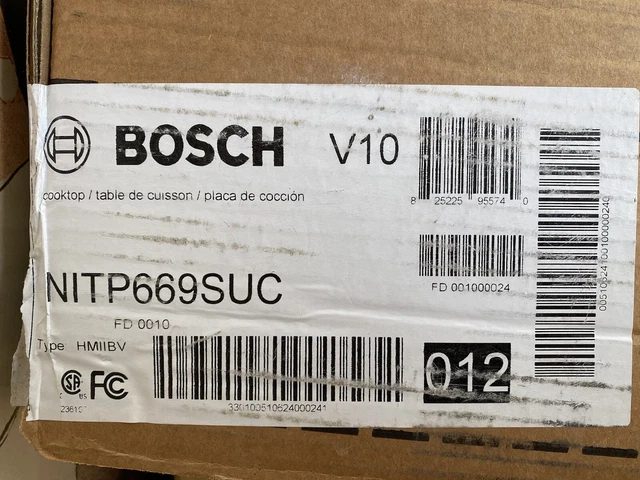 BOSCH V10
cooktop / table de cuisson / placa de cocción
8 25225 95574 0
FD 001000024
NITP669SUC
FD 0010
Type HMIIBV
012
FC